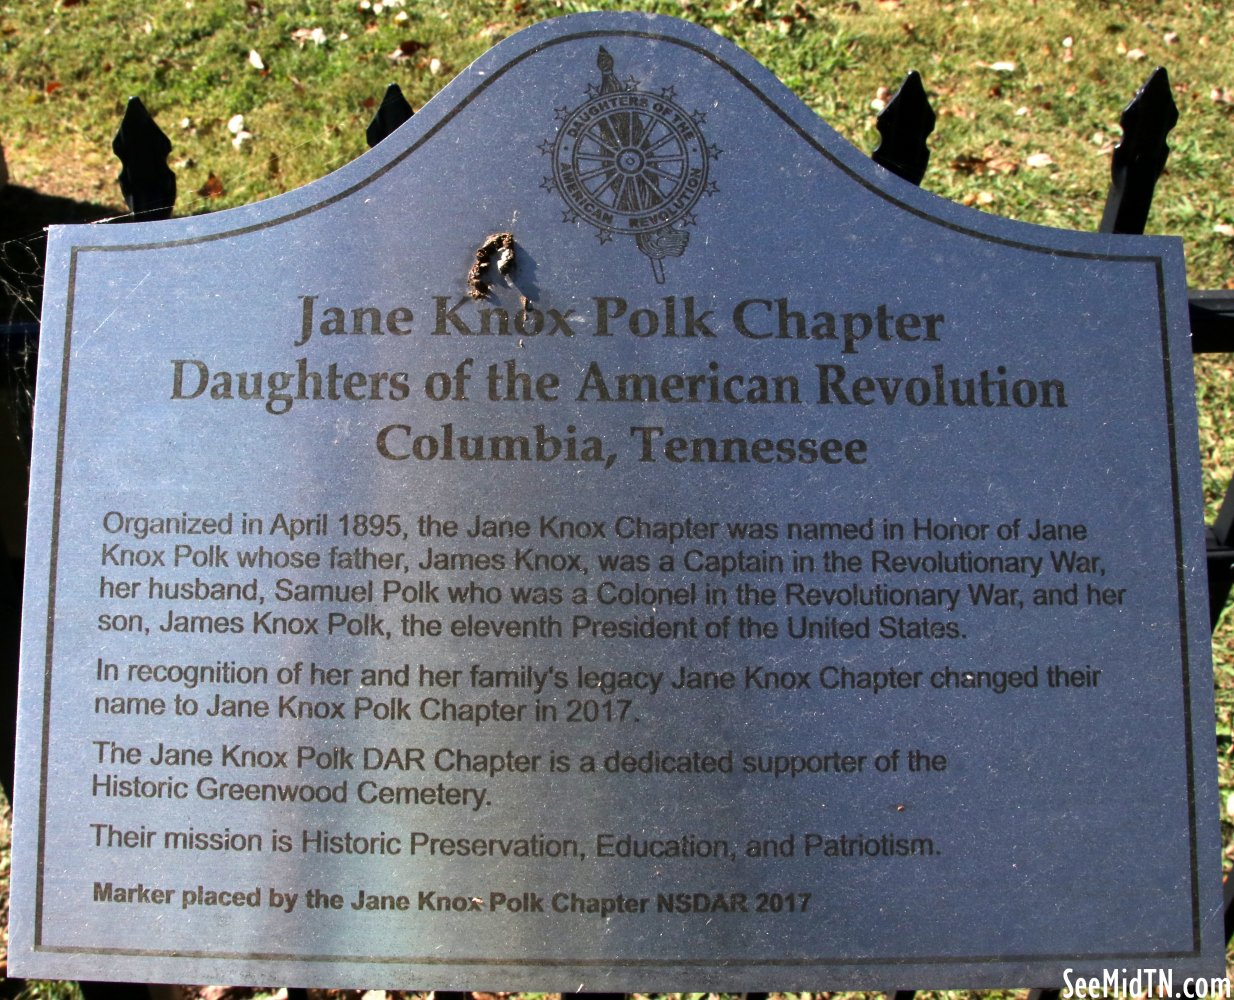 DAUGHTERS OF THE
AMERICAN REVOLUTION
Jane Knox Polk Chapter
Daughters of the American Revolution
Columbia, Tennessee
Organized in April 1895, the Jane Knox Chapter was named in Honor of Jane
Knox Polk whose father, James Knox, was a Captain in the Revolutionary War,
her husband, Samuel Polk who was a Colonel in the Revolutionary War, and her
son, James Knox Polk, the eleventh President of the United States.
In recognition of her and her family's legacy Jane Knox Chapter changed their
name to Jane Knox Polk Chapter in 2017.
The Jane Knox Polk DAR Chapter is a dedicated supporter of the
Historic Greenwood Cemetery.
Their mission is Historic Preservation, Education, and Patriotism.
Marker placed by the Jane Knox Polk Chapter NSDAR 2017
SeeMidTN.com